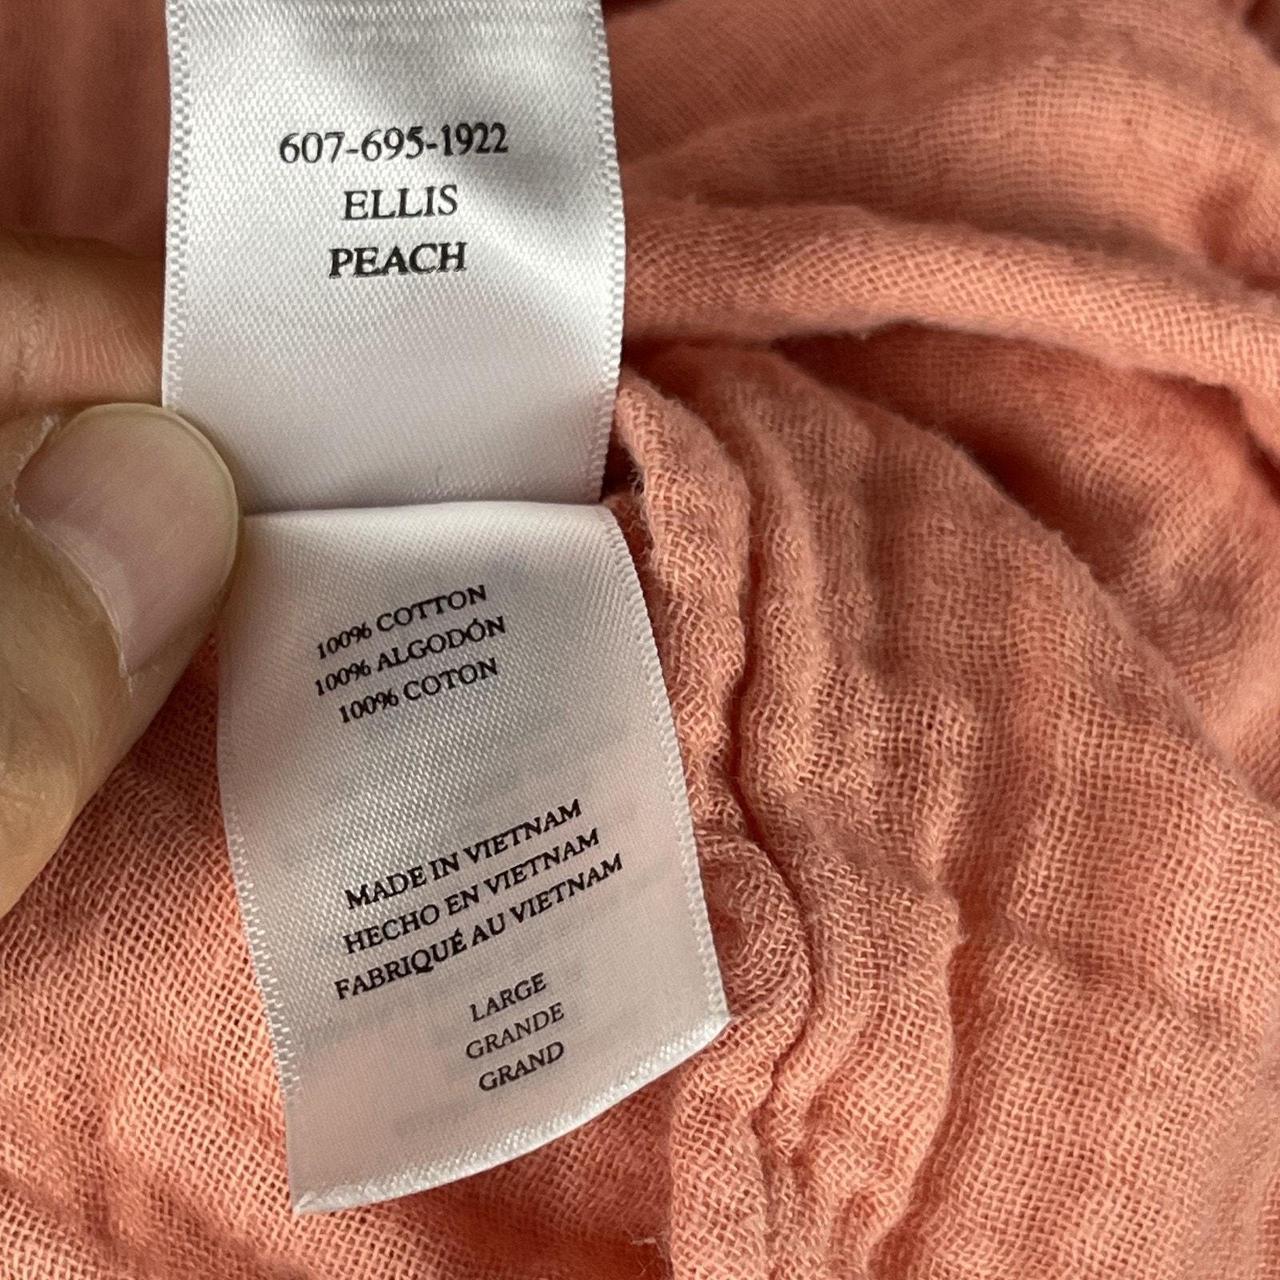 607-695-1922
ELLIS
PEACH
100% COTTON
100% ALGODÓN
100% COTON
MADE IN VIETNAM
HECHO EN VIETNAM
FABRIQUÉ AU VIETNAM
LARGE
GRANDE
GRAND